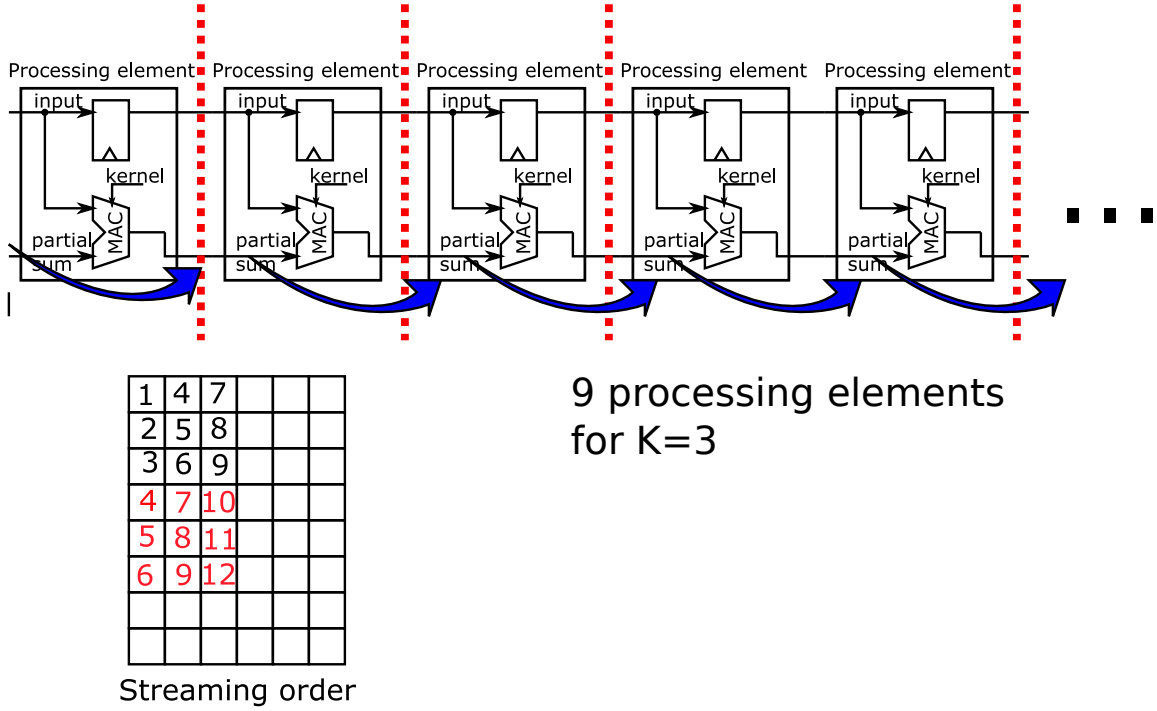 Processing element Processing element Processing element Processing element Processing element
input input input input input
kernel kernel kernel kernel kernel
MAC MAC MAC MAC MAC
partial partial partial partial partial
sum sum sum sum sum
l
1 4 7
2 5 8
3 6 9
4 7 10
5 8 11
6 9 12
Streaming order
9 processing elements
for K=3